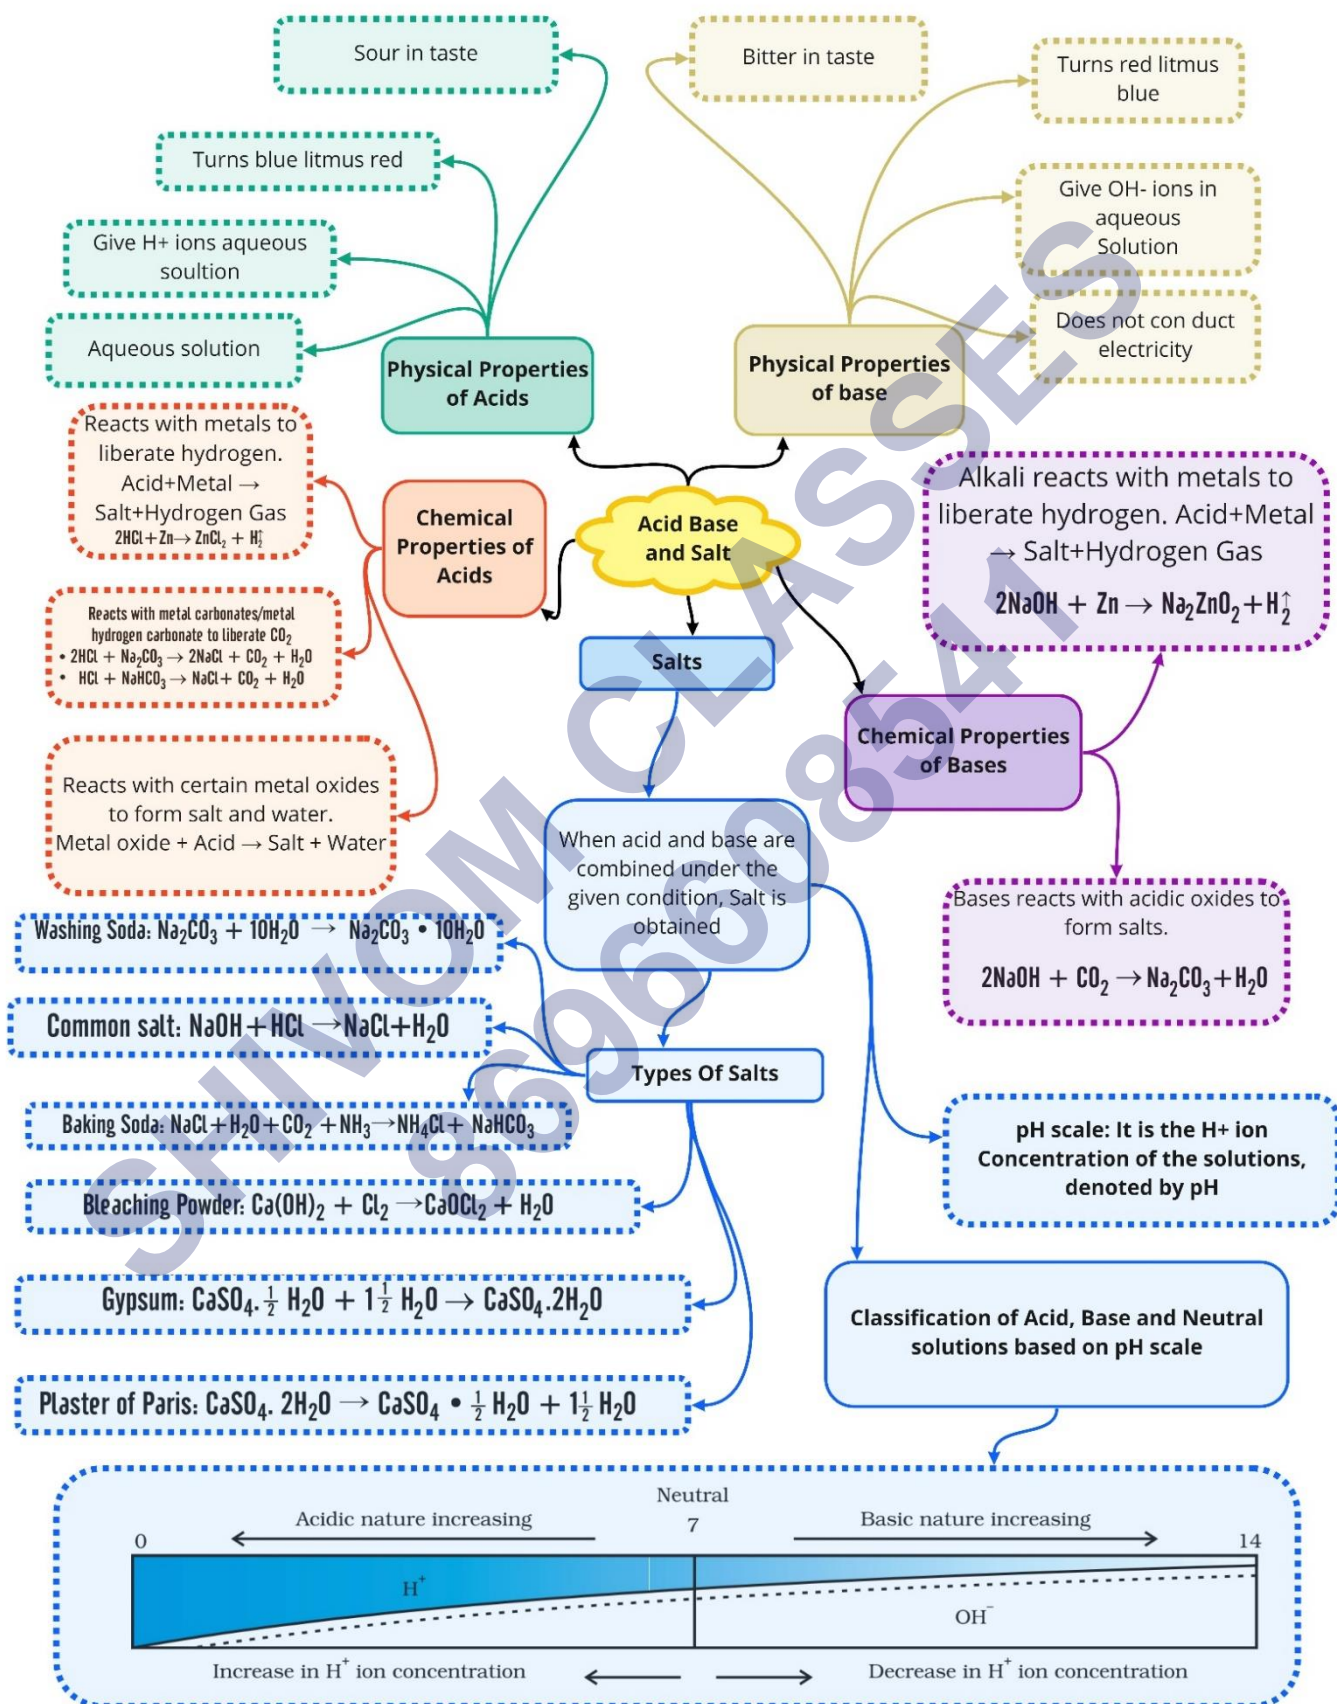 Sour in taste
Turns blue litmus red
Give H+ ions aqueous
soultion
Aqueous solution
Physical Properties
of Acids
Bitter in taste
Turns red litmus
blue
Give OH- ions in
aqueous
Solution
Does not con duct
electricity
Physical Properties
of base
Acid Base
and Salt
Chemical
Properties of
Acids
Reacts with metals to
liberate hydrogen.
Acid+Metal →
Salt+Hydrogen Gas
2HCl+Zn→ZnCl₂ + H₂↑
Reacts with metal carbonates/metal
hydrogen carbonate to liberate CO₂
• 2HCl + Na₂CO₃ → 2NaCl + CO₂ + H₂O
• HCl + NaHCO₃ → NaCl + CO₂ + H₂O
Reacts with certain metal oxides
to form salt and water.
Metal oxide + Acid → Salt + Water
Alkali reacts with metals to
liberate hydrogen. Acid+Metal
→ Salt+Hydrogen Gas
2NaOH + Zn → Na₂ZnO₂+H₂↑
Chemical Properties
of Bases
Bases reacts with acidic oxides to
form salts.
2NaOH + CO₂ →Na₂CO₃+H₂O
Salts
When acid and base are
combined under the
given condition, Salt is
obtained
Types Of Salts
Washing Soda: Na₂CO₃ + 10H₂O → Na₂CO₃ • 10H₂O
Common salt: NaOH+HCl →NaCl+H₂O
Baking Soda: NaCl+H₂O+CO₂ +NH₃→NH₄Cl+ NaHCO₃
Bleaching Powder: Ca(OH)₂ + Cl₂ →CaOCl₂ + H₂O
Gypsum: CaSO₄. ½ H₂O + 1½ H₂O → CaSO₄.2H₂O
Plaster of Paris: CaSO₄. 2H₂O → CaSO₄ • ½ H₂O + 1½ H₂O
pH scale: It is the H+ ion
Concentration of the solutions,
denoted by pH
Classification of Acid, Base and Neutral
solutions based on pH scale
Neutral
Acidic nature increasing
Basic nature increasing
0
7
14
H⁺
OH⁻
Increase in H⁺ ion concentration
Decrease in H⁺ ion concentration
SHIVOM CLASSES
8696608541